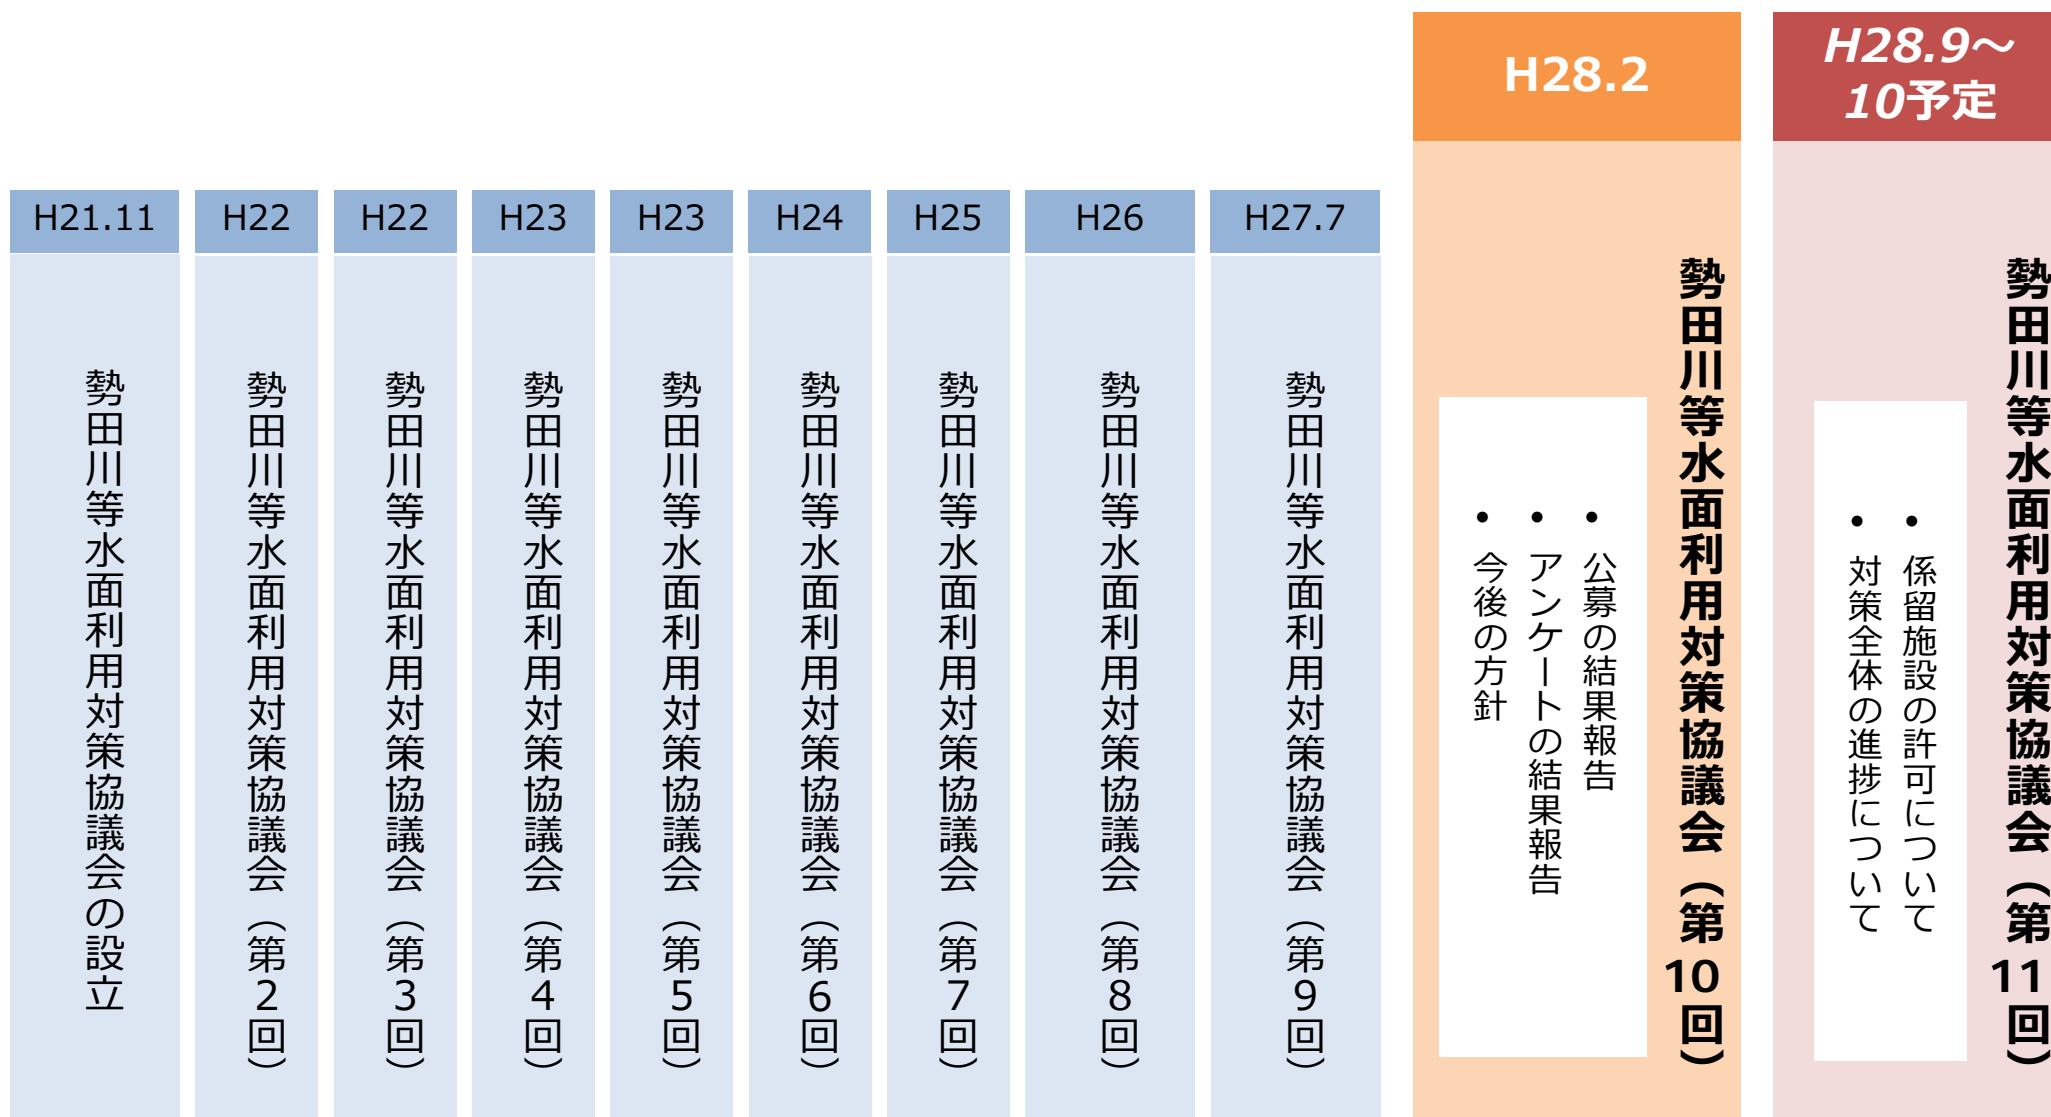 H21.11
勢田川等水面利用対策協議会の設立
H22
勢田川等水面利用対策協議会（第2回）
H22
勢田川等水面利用対策協議会（第3回）
H23
勢田川等水面利用対策協議会（第4回）
H23
勢田川等水面利用対策協議会（第5回）
H24
勢田川等水面利用対策協議会（第6回）
H25
勢田川等水面利用対策協議会（第7回）
H26
勢田川等水面利用対策協議会（第8回）
H27.7
勢田川等水面利用対策協議会（第9回）
H28.2
勢田川等水面利用対策協議会（第10回）
• 公募の結果報告
• アンケートの結果報告
• 今後の方針
H28.9～
10予定
勢田川等水面利用対策協議会（第11回）
• 係留施設の許可について
• 対策全体の進捗について